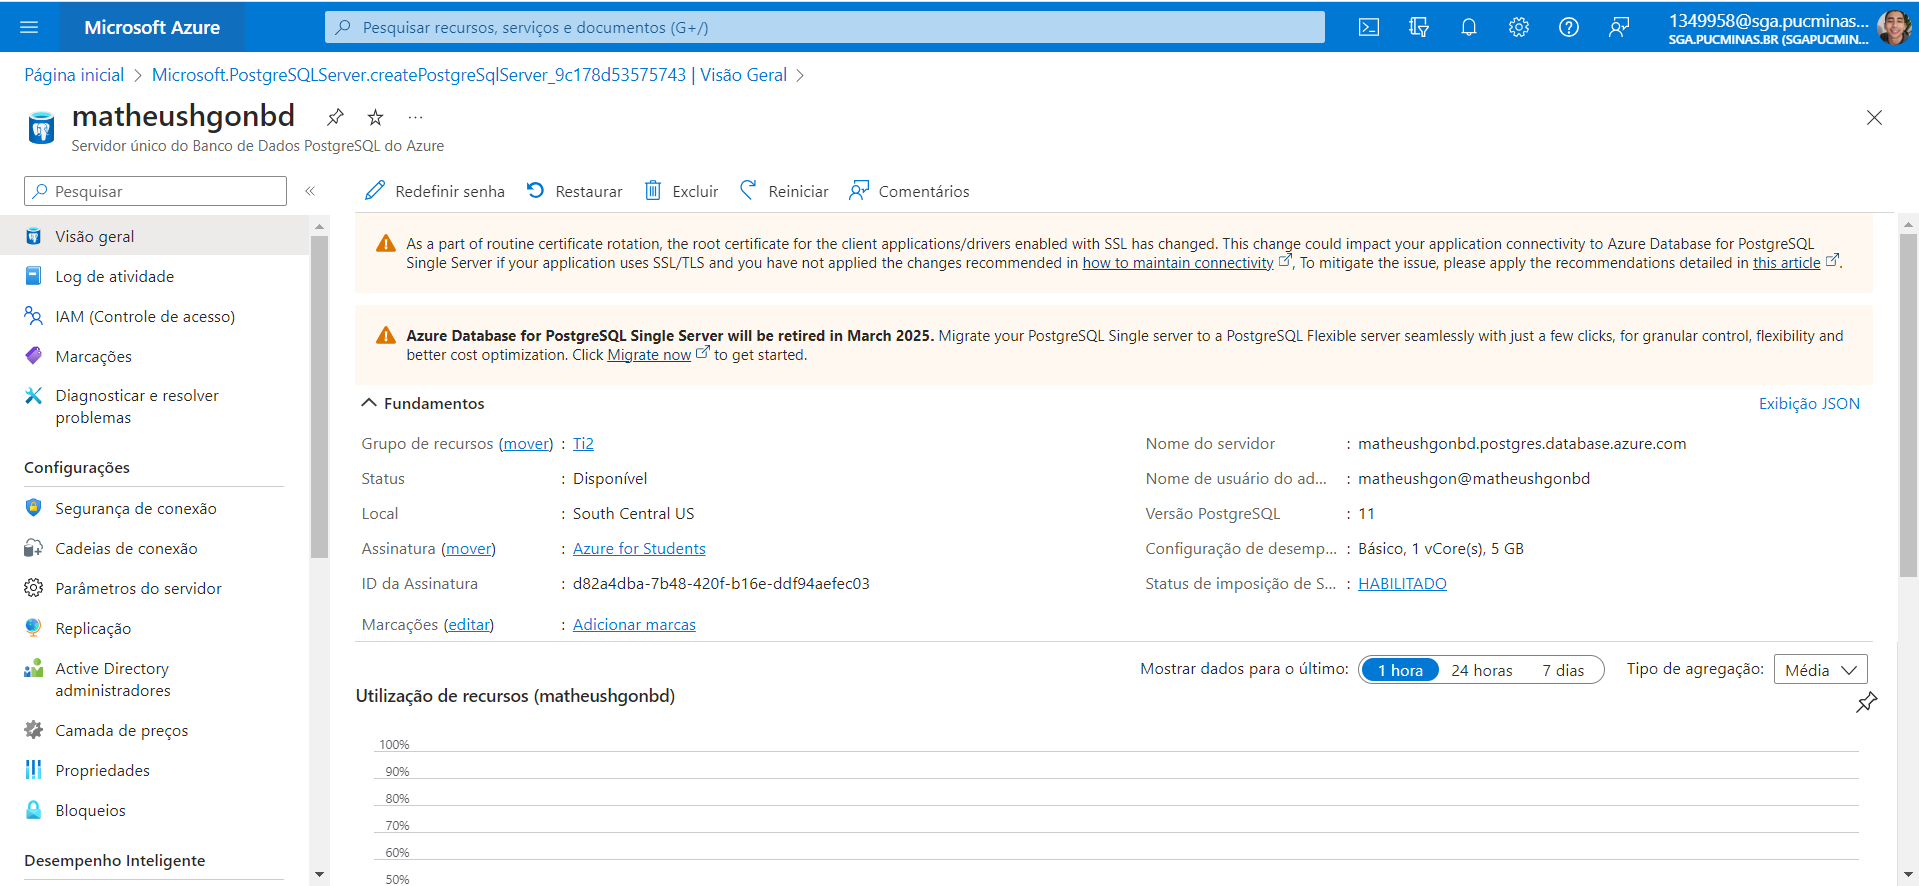 Microsoft Azure
Pesquisar recursos, serviços e documentos (G+/)
1349958@sga.pucminas...
SGA.PUCMINAS.BR (SGAPUCMIN...
Página inicial > Microsoft.PostgreSQLServer.createPostgreSqlServer_9c178d53575743 | Visão Geral >
matheushgonbd
Servidor único do Banco de Dados PostgreSQL do Azure
Pesquisar
Visão geral
Log de atividade
IAM (Controle de acesso)
Marcações
Diagnosticar e resolver
problemas
Configurações
Segurança de conexão
Cadeias de conexão
Parâmetros do servidor
Replicação
Active Directory
administradores
Camada de preços
Propriedades
Bloqueios
Desempenho Inteligente
Redefinir senha Restaurar Excluir Reiniciar Comentários
As a part of routine certificate rotation, the root certificate for the client applications/drivers enabled with SSL has changed. This change could impact your application connectivity to Azure Database for PostgreSQL
Single Server if your application uses SSL/TLS and you have not applied the changes recommended in how to maintain connectivity, To mitigate the issue, please apply the recommendations detailed in this article.
Azure Database for PostgreSQL Single Server will be retired in March 2025. Migrate your PostgreSQL Single server to a PostgreSQL Flexible server seamlessly with just a few clicks, for granular control, flexibility and
better cost optimization. Click Migrate now to get started.
Fundamentos
Exibição JSON
Grupo de recursos (mover) : Ti2
Status : Disponível
Local : South Central US
Assinatura (mover) : Azure for Students
ID da Assinatura : d82a4dba-7b48-420f-b16e-ddf94aefec03
Marcações (editar) : Adicionar marcas
Nome do servidor : matheushgonbd.postgres.database.azure.com
Nome de usuário do ad... : matheushgon@matheushgonbd
Versão PostgreSQL : 11
Configuração de desemp... : Básico, 1 vCore(s), 5 GB
Status de imposição de S... : HABILITADO
Mostrar dados para o último: 1 hora 24 horas 7 dias Tipo de agregação: Média
Utilização de recursos (matheushgonbd)
100%
90%
80%
70%
60%
50%